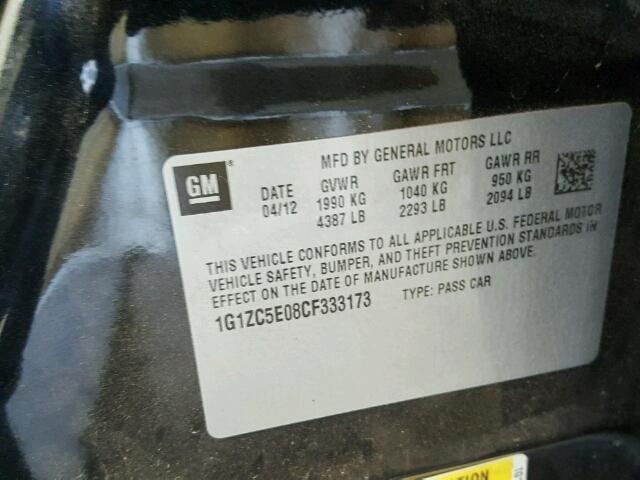 MFD BY GENERAL MOTORS LLC
GM
DATE GVWR GAWR FRT GAWR RR
04/12 1990 KG 1040 KG 950 KG
4387 LB 2293 LB 2094 LB
THIS VEHICLE CONFORMS TO ALL APPLICABLE U.S. FEDERAL MOTOR
VEHICLE SAFETY, BUMPER, AND THEFT PREVENTION STANDARDS IN
EFFECT ON THE DATE OF MANUFACTURE SHOWN ABOVE.
1G1ZC5E08CF333173 TYPE: PASS CAR